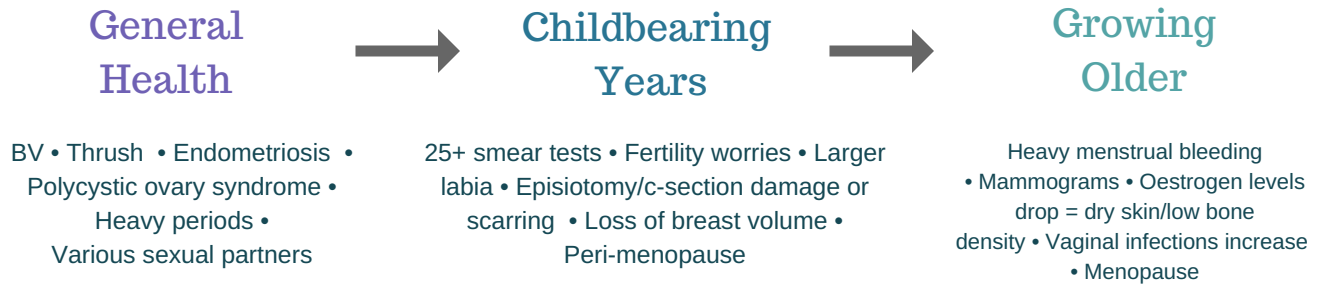 General
Health
BV • Thrush • Endometriosis •
Polycystic ovary syndrome •
Heavy periods •
Various sexual partners
Childbearing
Years
25+ smear tests • Fertility worries • Larger
labia • Episiotomy/c-section damage or
scarring • Loss of breast volume •
Peri-menopause
Growing
Older
Heavy menstrual bleeding
• Mammograms • Oestrogen levels
drop = dry skin/low bone
density • Vaginal infections increase
• Menopause